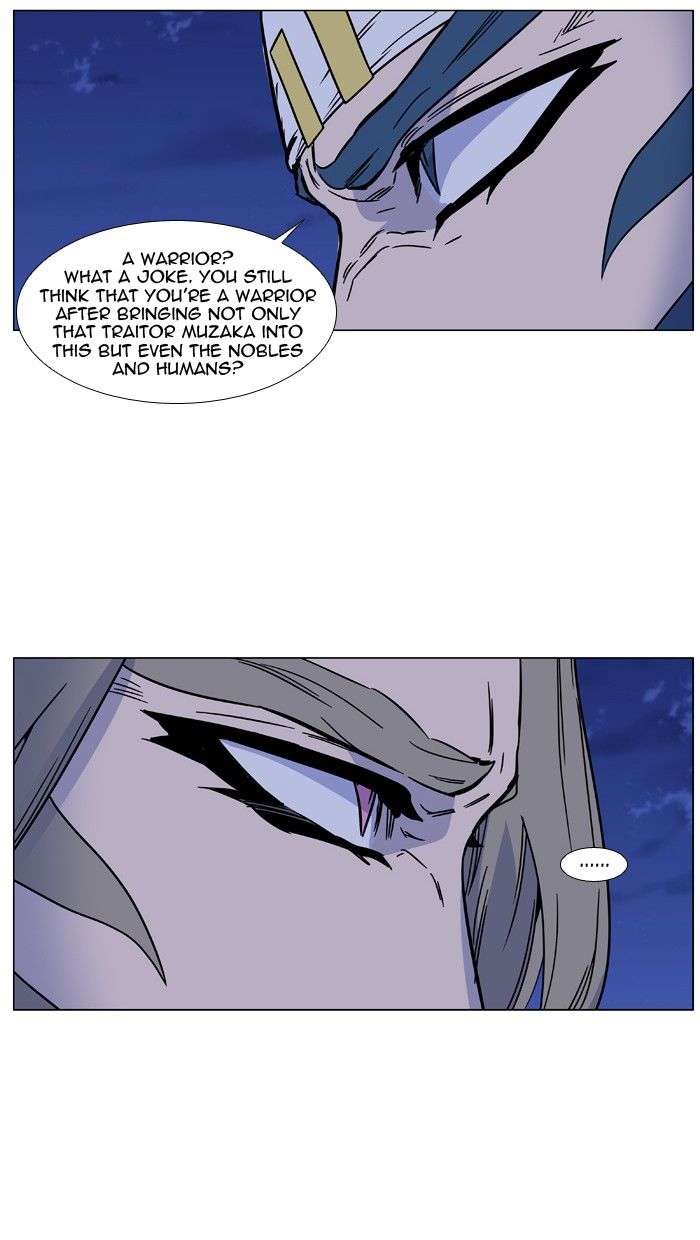 A WARRIOR?
WHAT A JOKE. YOU STILL
THINK THAT YOU'RE A WARRIOR
AFTER BRINGING NOT ONLY
THAT TRAITOR MUZAKA INTO
THIS BUT EVEN THE NOBLES
AND HUMANS?
......